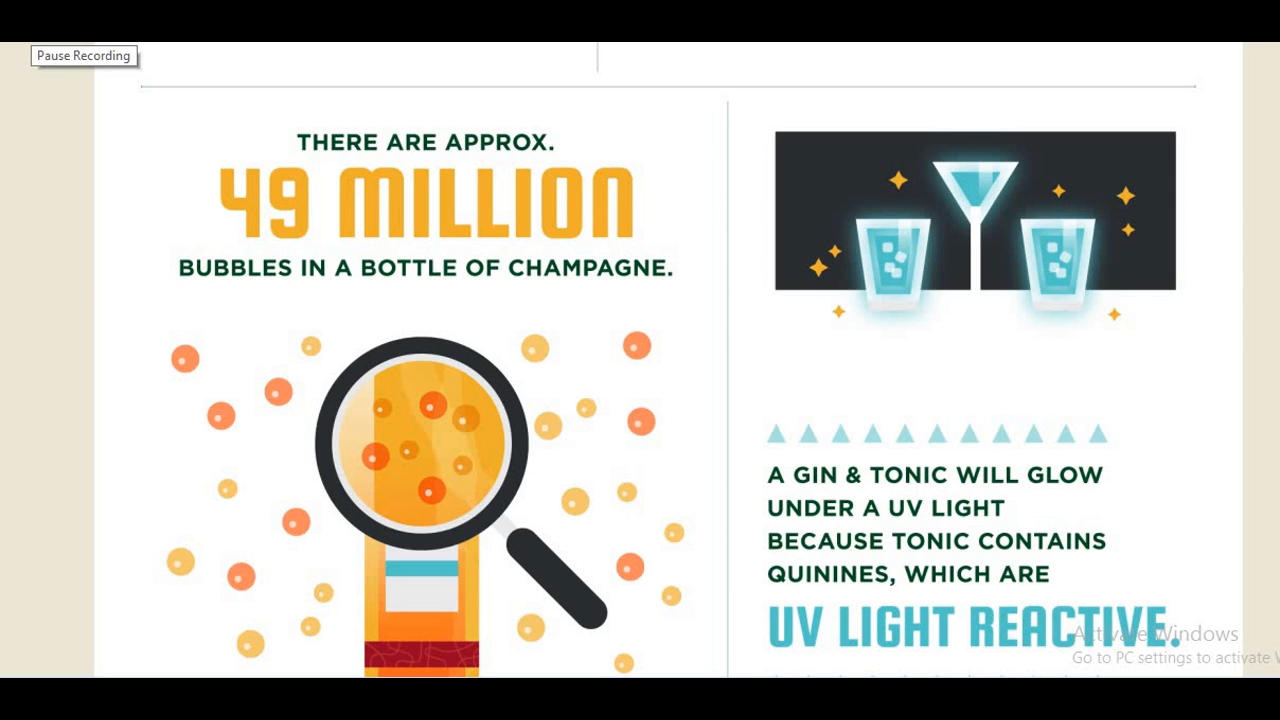 Pause Recording
THERE ARE APPROX.
49 MILLION
BUBBLES IN A BOTTLE OF CHAMPAGNE.
A GIN & TONIC WILL GLOW
UNDER A UV LIGHT
BECAUSE TONIC CONTAINS
QUININES, WHICH ARE
UV LIGHT REACTIVE.
Activate Windows
Go to PC settings to activate